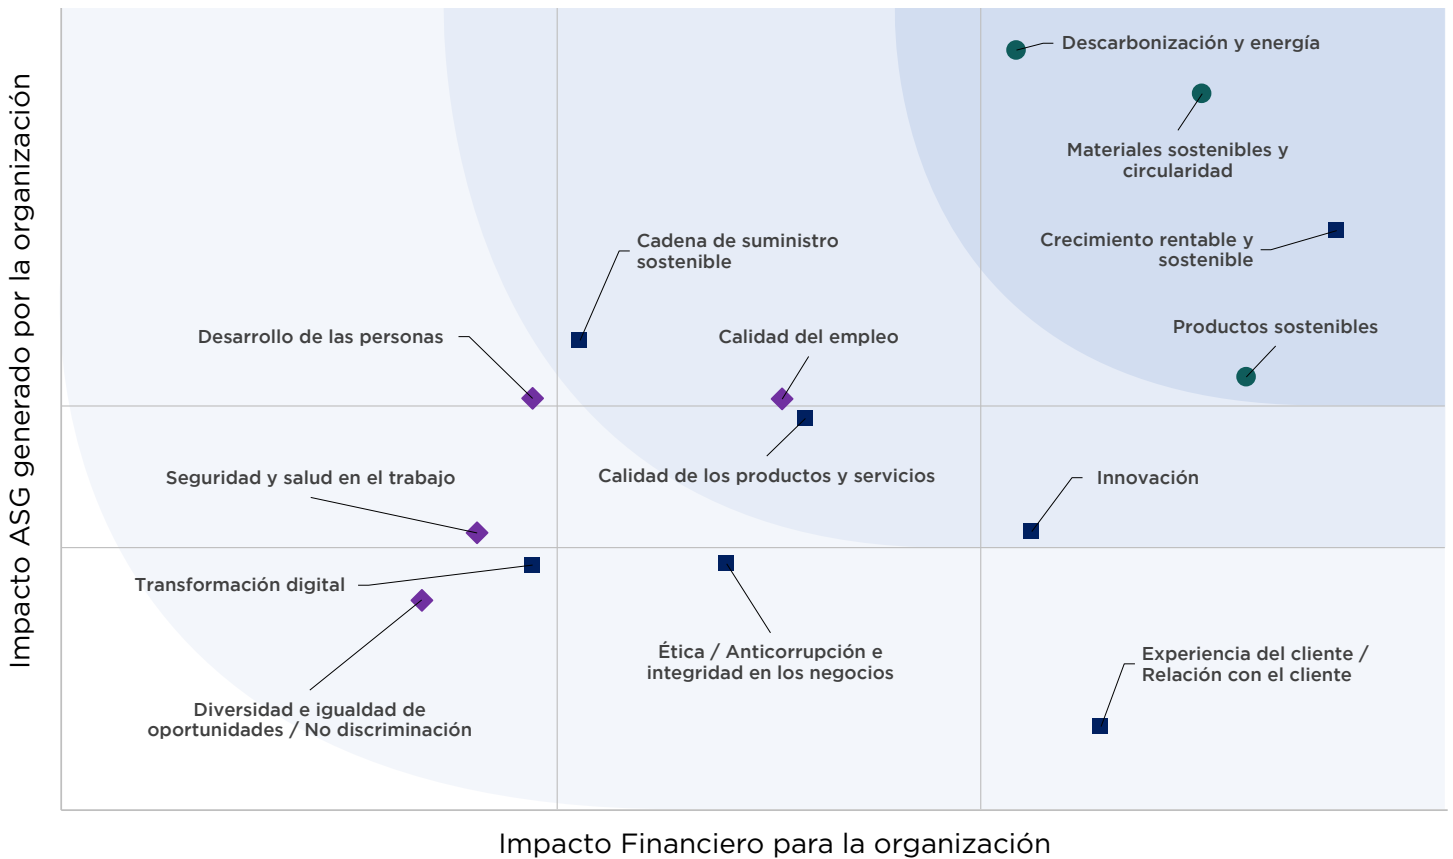 Impacto ASG generado por la organización
Descarbonización y energía
Materiales sostenibles y
circularidad
Crecimiento rentable y
sostenible
Cadena de suministro
sostenible
Productos sostenibles
Desarrollo de las personas
Calidad del empleo
Seguridad y salud en el trabajo
Calidad de los productos y servicios
Innovación
Transformación digital
Ética / Anticorrupción e
integridad en los negocios
Experiencia del cliente /
Relación con el cliente
Diversidad e igualdad de
oportunidades / No discriminación
Impacto Financiero para la organización